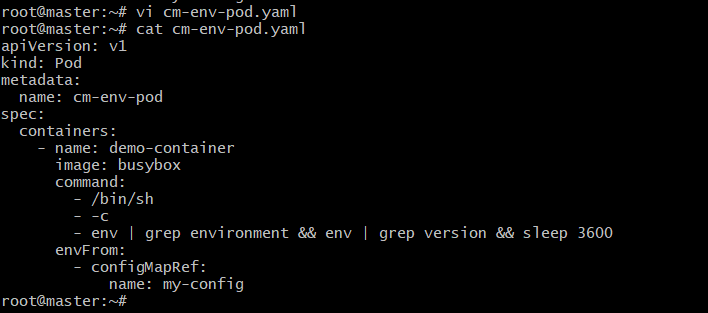 root@master:~# vi cm-env-pod.yaml
root@master:~# cat cm-env-pod.yaml
apiVersion: v1
kind: Pod
metadata:
  name: cm-env-pod
spec:
  containers:
    - name: demo-container
      image: busybox
      command:
        - /bin/sh
        - -c
        - env | grep environment && env | grep version && sleep 3600
      envFrom:
        - configMapRef:
            name: my-config
root@master:~#